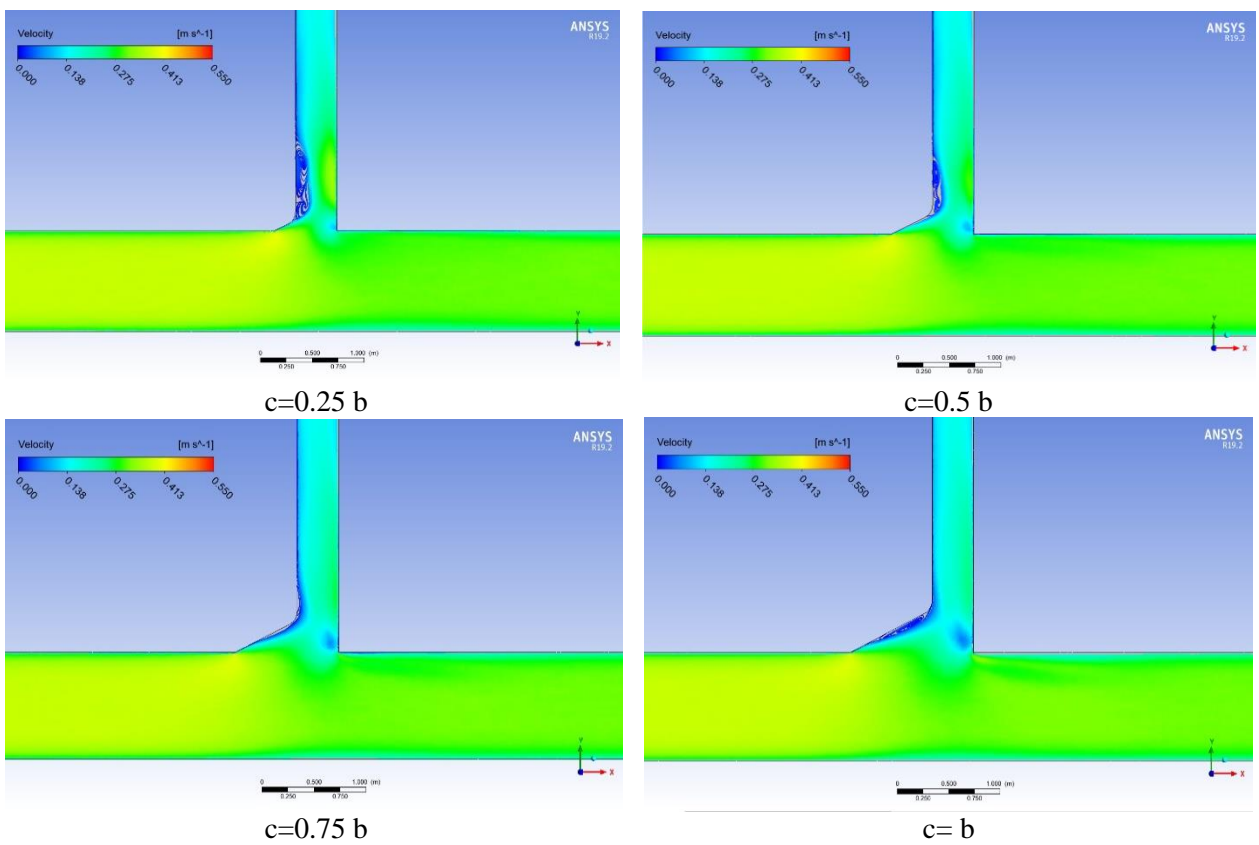 Velocity [m s^-1]
0.000 0.138 0.275 0.413 0.550
ANSYS
R19.2
Y
X
0 0.500 1.000 (m)
0.250 0.750
c=0.25 b
Velocity [m s^-1]
0.000 0.138 0.275 0.413 0.550
ANSYS
R19.2
Y
X
0 0.500 1.000 (m)
0.250 0.750
c=0.5 b
Velocity [m s^-1]
0.000 0.138 0.275 0.413 0.550
ANSYS
R19.2
Y
X
0 0.500 1.000 (m)
0.250 0.750
c=0.75 b
Velocity [m s^-1]
0.000 0.138 0.275 0.413 0.550
ANSYS
R19.2
Y
X
0 0.500 1.000 (m)
0.250 0.750
c= b